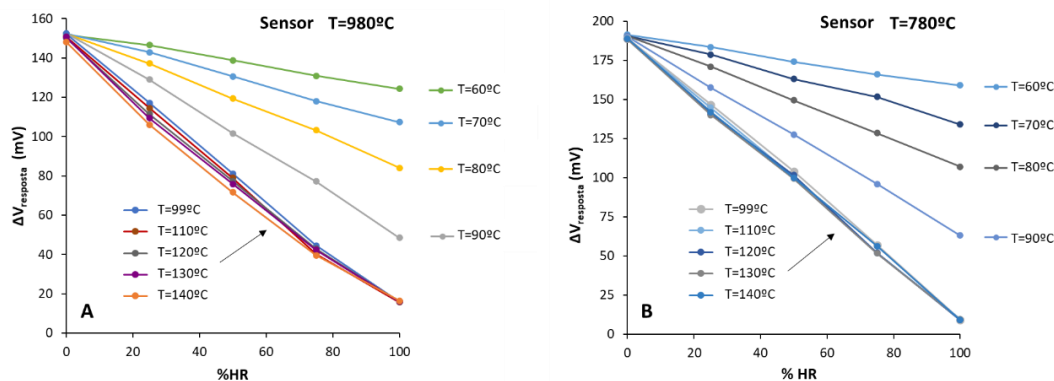 Sensor T=980ºC
160
140
120
100
80
60
40
20
0
ΔVresposta (mV)
T=60ºC
T=70ºC
T=80ºC
T=90ºC
T=99ºC
T=110ºC
T=120ºC
T=130ºC
T=140ºC
A
0 20 40 60 80 100
%HR
Sensor T=780ºC
200
175
150
125
100
75
50
25
0
ΔVresposta (mV)
T=60ºC
T=70ºC
T=80ºC
T=90ºC
T=99ºC
T=110ºC
T=120ºC
T=130ºC
T=140ºC
B
0 20 40 60 80 100
% HR